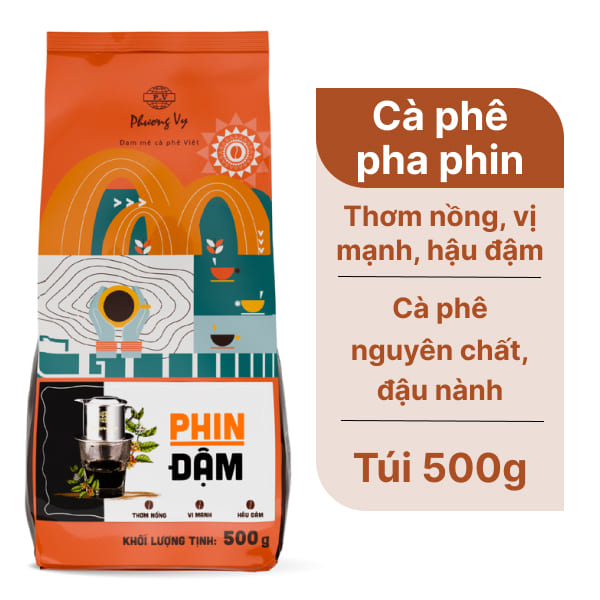 P.V
Phương Vy
Đam mê cà phê Việt
PHIN
ĐẬM
THƠM NỒNG
VỊ MẠNH
HẬU ĐẬM
KHỐI LƯỢNG TỊNH: 500g
Cà phê
pha phin
Thơm nồng, vị
mạnh, hậu đậm
Cà phê
nguyên chất,
đậu nành
Túi 500g